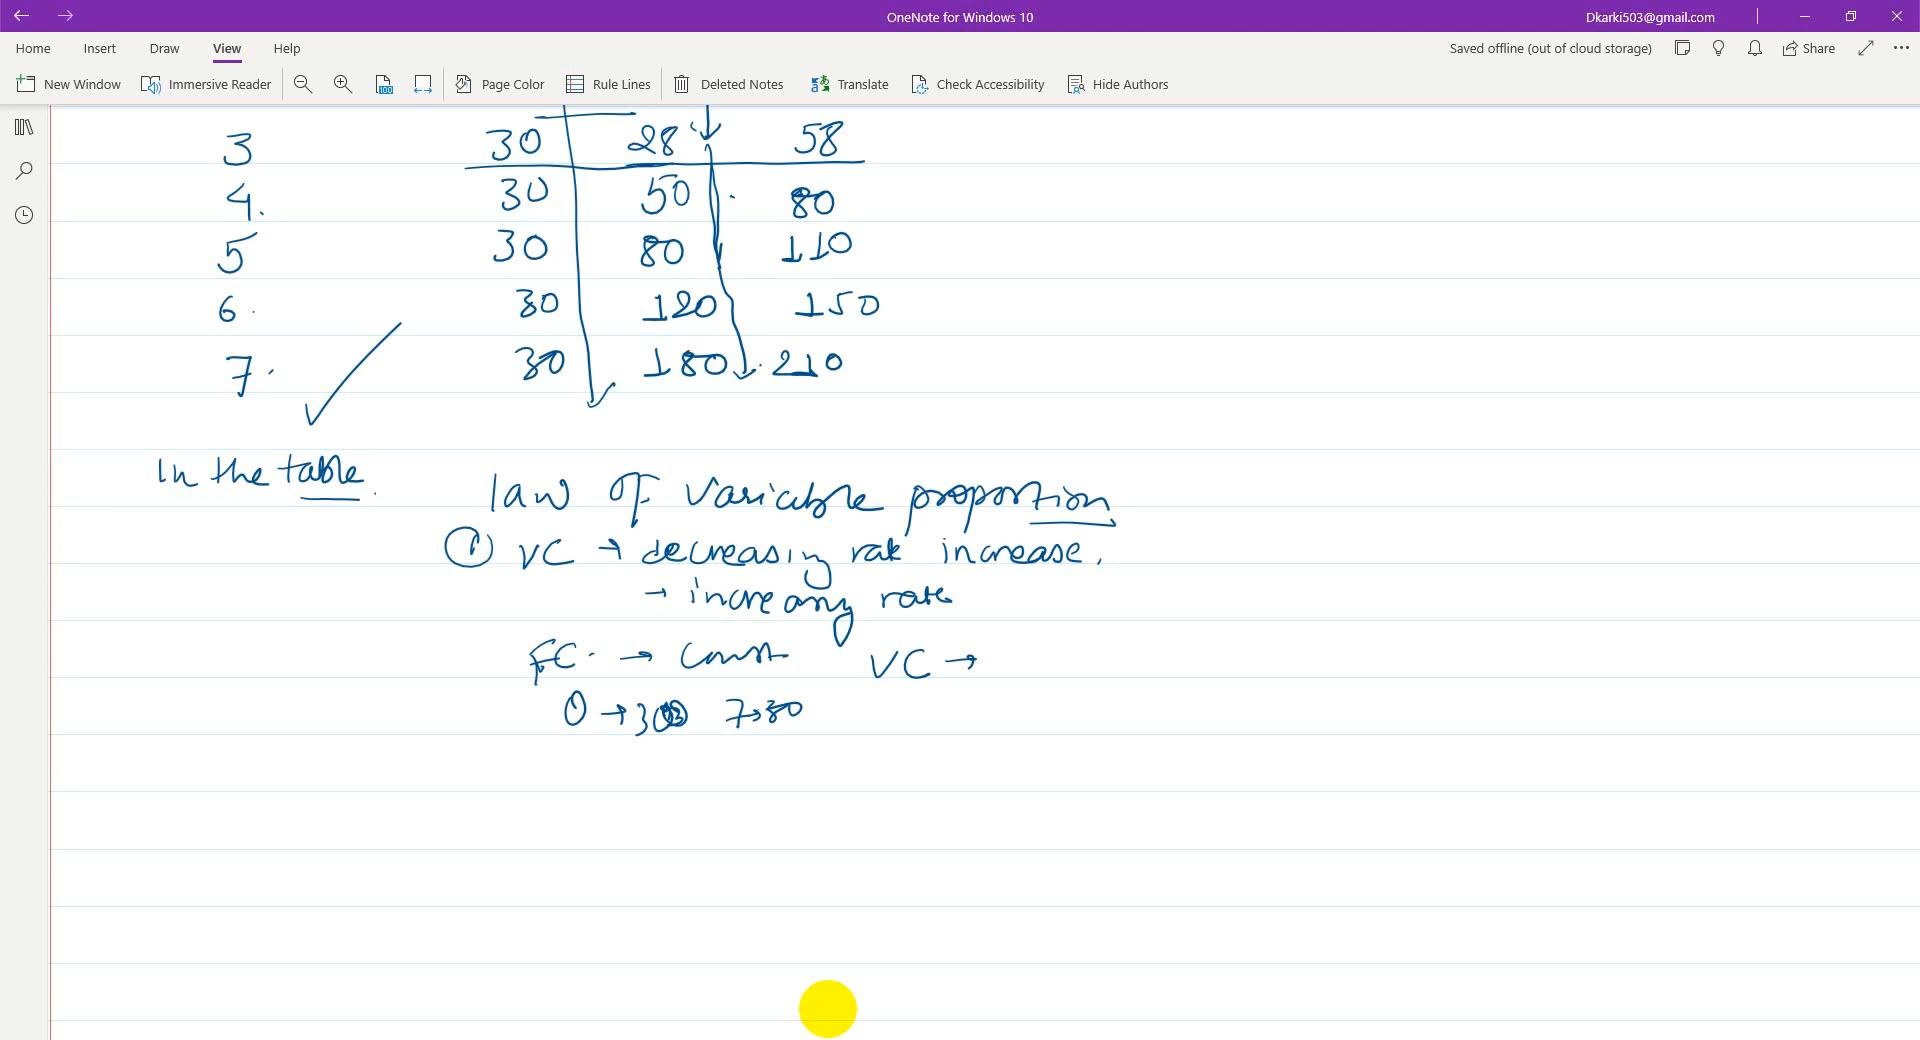 OneNote for Windows 10
Dkarki503@gmail.com
Home Insert Draw View Help
Saved offline (out of cloud storage)
Share
New Window Immersive Reader 100 Page Color Rule Lines Deleted Notes Translate Check Accessibility Hide Authors
3 30 28 58
4. 30 50 80
5 30 80 110
6. 30 120 150
7. 30 180 210
In the table.
law of variable proportion
① VC → decreasing rate increase.
→ increany rate
FC. → Const VC →
0 → 30 7→30